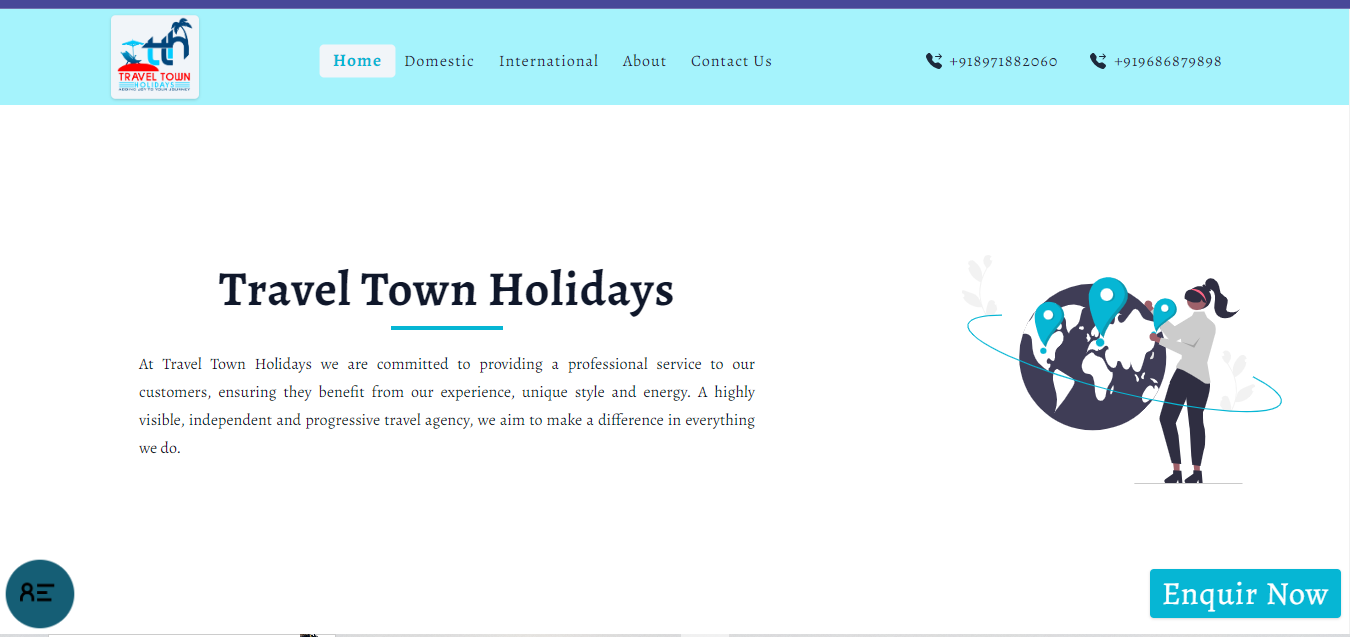 TRAVEL TOWN
HOLIDAYS
Home Domestic International About Contact Us +918971882060 +919686879898
Travel Town Holidays
At Travel Town Holidays we are committed to providing a professional service to our
customers, ensuring they benefit from our experience, unique style and energy. A highly
visible, independent and progressive travel agency, we aim to make a difference in everything
we do.
Enquir Now